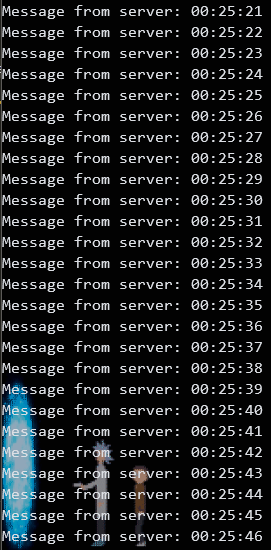 Message from server: 00:25:21
Message from server: 00:25:22
Message from server: 00:25:23
Message from server: 00:25:24
Message from server: 00:25:25
Message from server: 00:25:26
Message from server: 00:25:27
Message from server: 00:25:28
Message from server: 00:25:29
Message from server: 00:25:30
Message from server: 00:25:31
Message from server: 00:25:32
Message from server: 00:25:33
Message from server: 00:25:34
Message from server: 00:25:35
Message from server: 00:25:36
Message from server: 00:25:37
Message from server: 00:25:38
Message from server: 00:25:39
Message from server: 00:25:40
Message from server: 00:25:41
Message from server: 00:25:42
Message from server: 00:25:43
Message from server: 00:25:44
Message from server: 00:25:45
Message from server: 00:25:46